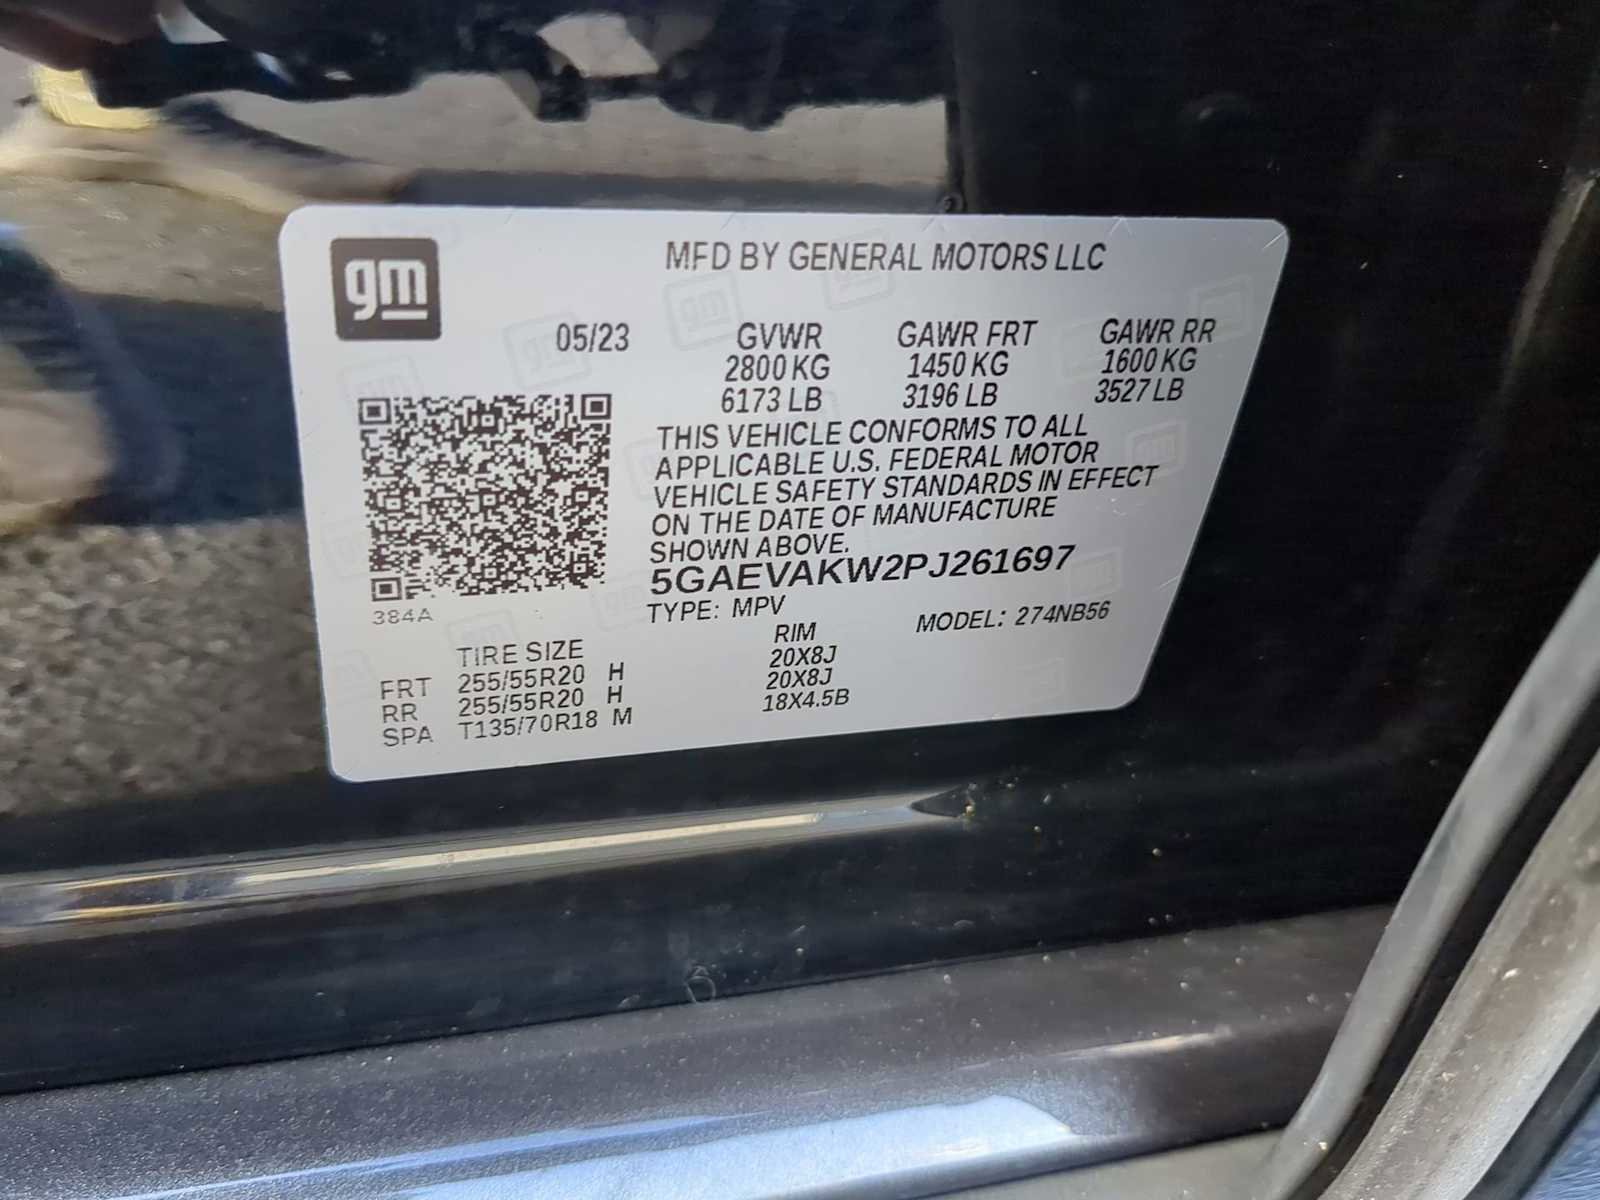 gm
MFD BY GENERAL MOTORS LLC
05/23 GVWR GAWR FRT GAWR RR
2800 KG 1450 KG 1600 KG
6173 LB 3196 LB 3527 LB
THIS VEHICLE CONFORMS TO ALL
APPLICABLE U.S. FEDERAL MOTOR
VEHICLE SAFETY STANDARDS IN EFFECT
ON THE DATE OF MANUFACTURE
SHOWN ABOVE.
5GAEVAKW2PJ261697
384A
TYPE: MPV MODEL: 274NB56
TIRE SIZE RIM
FRT 255/55R20 H 20X8J
RR 255/55R20 H 20X8J
SPA T135/70R18 M 18X4.5B